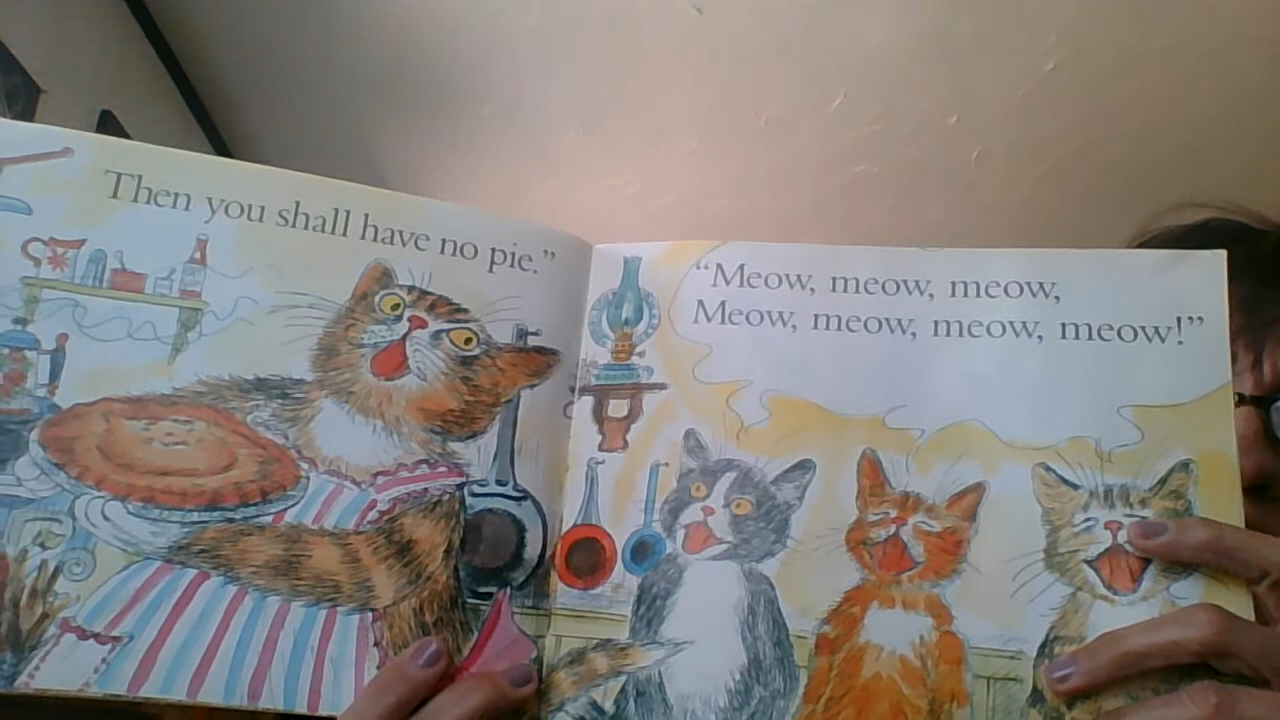 Then you shall have no pie.”
“Meow, meow, meow,
Meow, meow, meow, meow!”